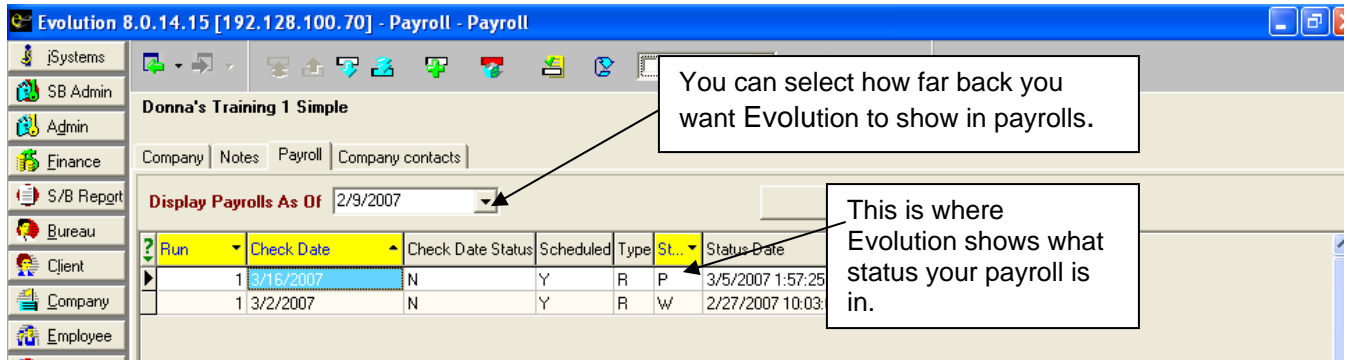 Evolution 8.0.14.15 [192.128.100.70] - Payroll - Payroll
iSystems
SB Admin
Admin
Finance
S/B Report
Bureau
Client
Company
Employee
Donna's Training 1 Simple
Company Notes Payroll Company contacts
Display Payrolls As Of 2/9/2007
You can select how far back you
want Evolution to show in payrolls.
This is where
Evolution shows what
status your payroll is
in.
? Run Check Date Check Date Status Scheduled Type St... Status Date
1 3/16/2007 N Y R P 3/5/2007 1:57:25
1 3/2/2007 N Y R W 2/27/2007 10:03: